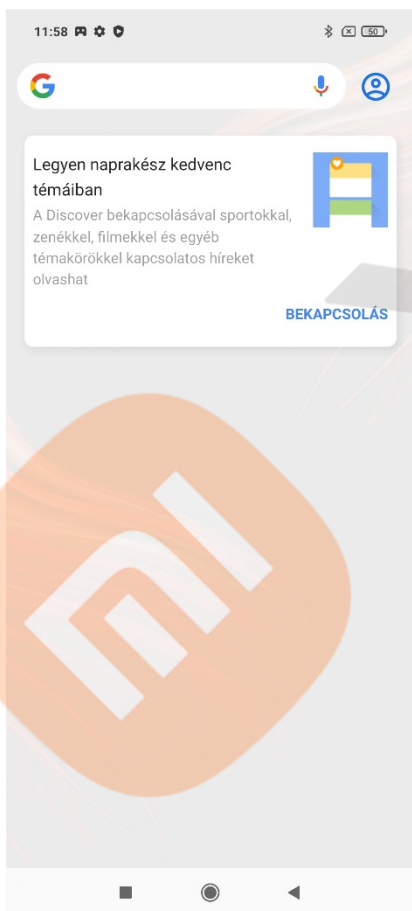 11:58
50
Legyen naprakész kedvenc
témáiban
A Discover bekapcsolásával sportokkal,
zenékkel, filmekkel és egyéb
témakörökkel kapcsolatos híreket
olvashat
BEKAPCSOLÁS